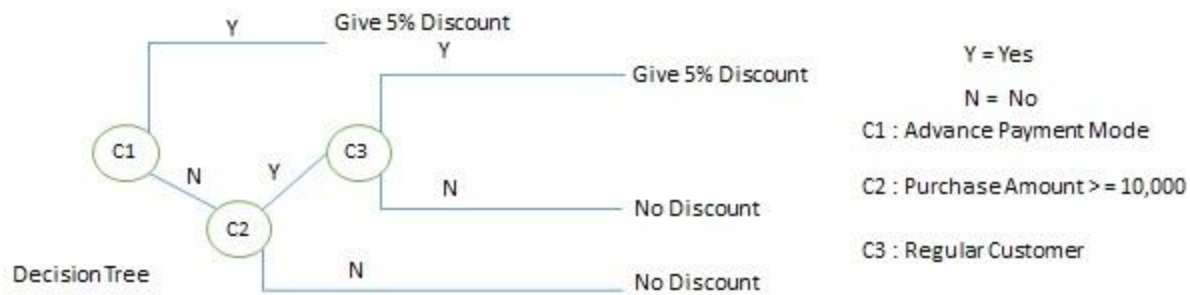 Y
Give 5% Discount
Y
Give 5% Discount
C1
N
Y
C3
N
No Discount
C2
N
No Discount
Decision Tree
Y = Yes
N = No
C1 : Advance Payment Mode
C2 : Purchase Amount > = 10,000
C3 : Regular Customer